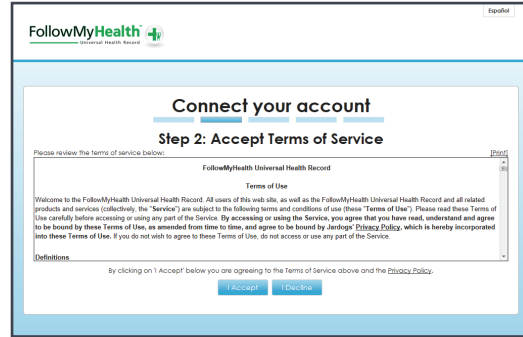 Español
FollowMyHealth
Universal Health Record
Connect your account
Step 2: Accept Terms of Service
Please review the terms of service below:
[Print]
FollowMyHealth Universal Health Record
Terms of Use
Welcome to the FollowMyHealth Universal Health Record. All users of this web site, as well as the FollowMyHealth Universal Health Record and all related
products and services (collectively, the "Service") are subject to the following terms and conditions of use (these "Terms of Use"). Please read these Terms of
Use carefully before accessing or using any part of the Service. By accessing or using the Service, you agree that you have read, understand and agree
to be bound by these Terms of Use, as amended from time to time, and agree to be bound by Jardogs' Privacy Policy, which is hereby incorporated
into these Terms of Use. If you do not wish to agree to these Terms of Use, do not access or use any part of the Service.
Definitions
By clicking on 'I Accept' below you are agreeing to the Terms of Service above and the Privacy Policy.
I Accept
I Decline